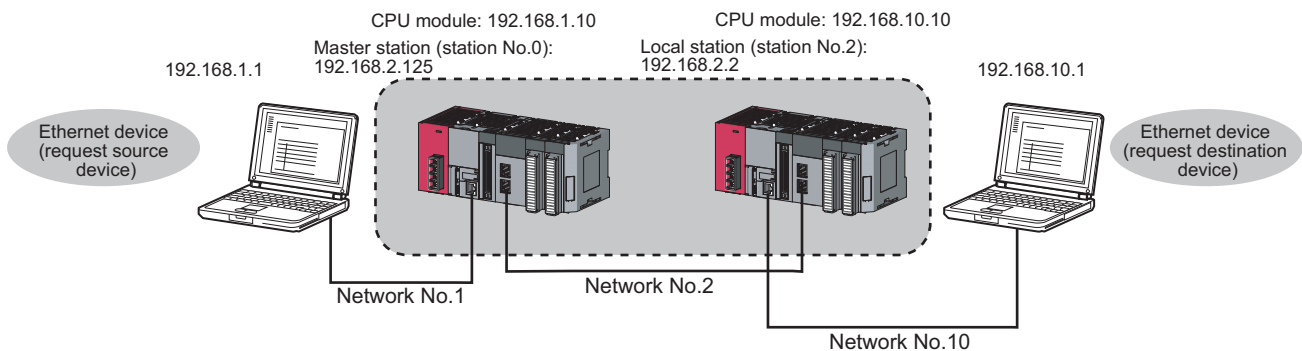 CPU module: 192.168.1.10
CPU module: 192.168.10.10
Master station (station No.0):
192.168.2.125
Local station (station No.2):
192.168.2.2
192.168.1.1
192.168.10.1
Ethernet device
(request source
device)
Ethernet device
(request destination
device)
Network No.1
Network No.2
Network No.10